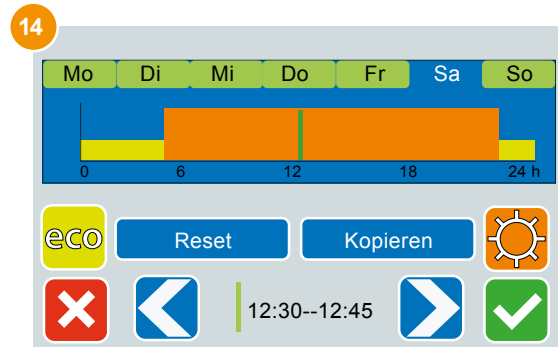 14
Mo Di Mi Do Fr Sa So
0 6 12 18 24 h
eco Reset Kopieren
12:30--12:45